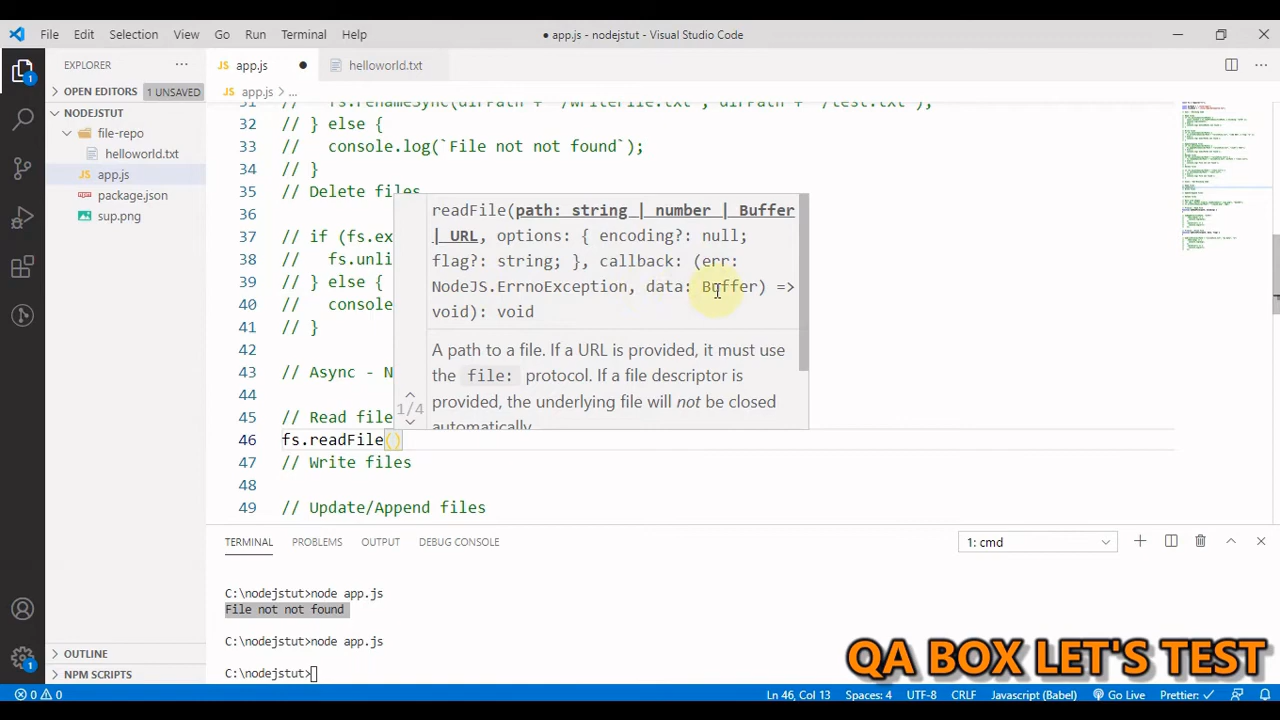 File Edit Selection View Go Run Terminal Help
● app.js - nodejstut - Visual Studio Code
EXPLORER
JS app.js
helloworld.txt
OPEN EDITORS 1 UNSAVED
JS app.js > ...
NODEJSTUT
file-repo
helloworld.txt
JS app.js
package.json
sup.png
31 // fs.renameSync(dirPath + "/writeFile.txt", dirPath + "/test.txt");
32 // } else {
33 // console.log(`File not not found`);
34 // }
35 // Delete files
36
37 // if (fs.ex
38 // fs.unli
39 // } else {
40 // console
41 // }
42
43 // Async - N
44
45 // Read file
46 fs.readFile()
47 // Write files
48
49 // Update/Append files
readFile(path: string | number | Buffer
| URL, options: { encoding?: null;
flag?: string; }, callback: (err:
NodeJS.ErrnoException, data: Buffer) =>
void): void
A path to a file. If a URL is provided, it must use
the file: protocol. If a file descriptor is
1/4 provided, the underlying file will not be closed
automatically.
TERMINAL PROBLEMS OUTPUT DEBUG CONSOLE
1: cmd
C:\nodejstut>node app.js
File not not found
C:\nodejstut>node app.js
C:\nodejstut>
QA BOX LET'S TEST
OUTLINE
NPM SCRIPTS
1
1
0 0
Ln 46, Col 13 Spaces: 4 UTF-8 CRLF Javascript (Babel) Go Live Prettier: ✓